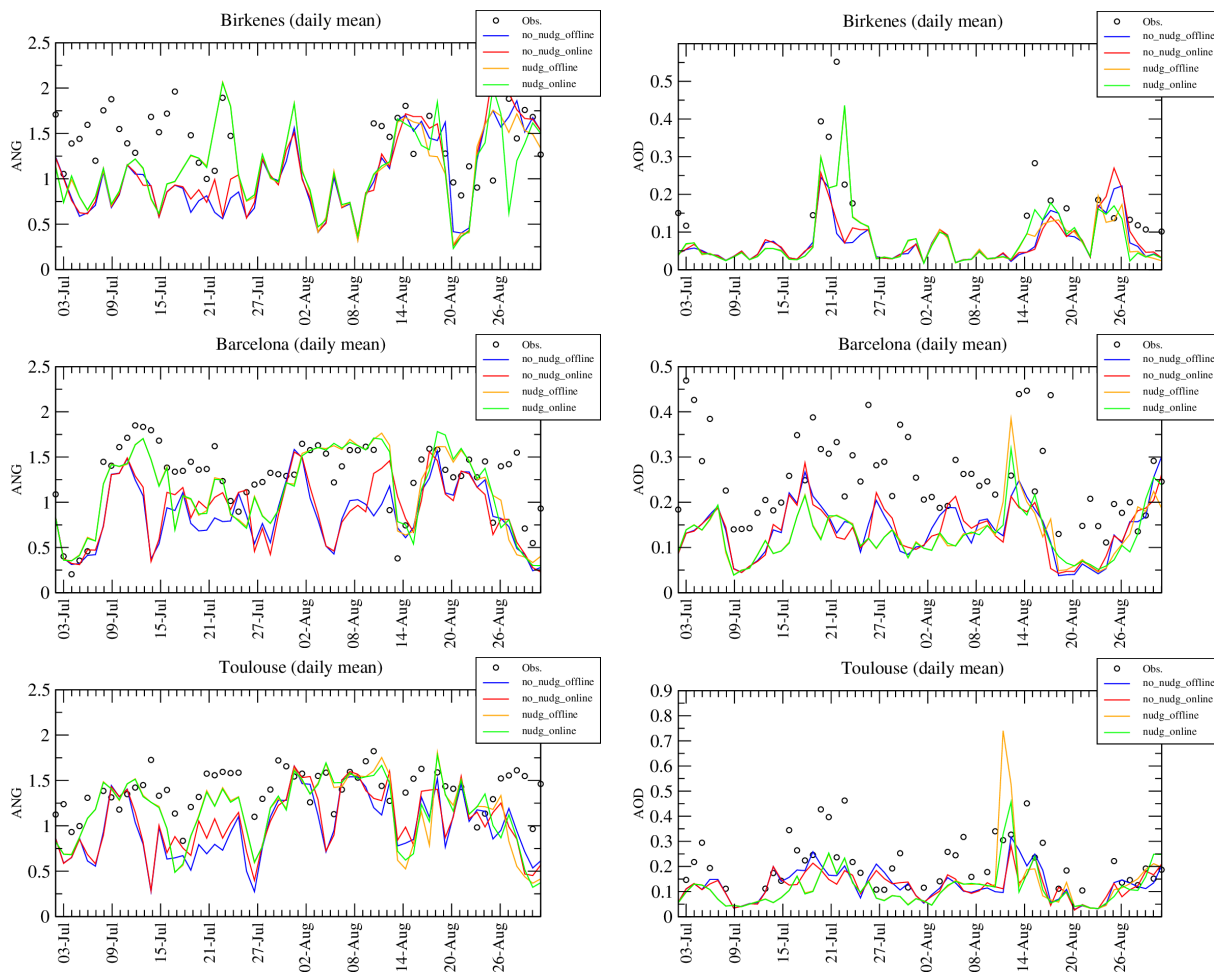 Birkenes (daily mean)
Obs.
no_nudg_offline
no_nudg_online
nudg_offline
nudg_online
ANG
2.5
2
1.5
1
0.5
0
03-Jul
09-Jul
15-Jul
21-Jul
27-Jul
02-Aug
08-Aug
14-Aug
20-Aug
26-Aug
Birkenes (daily mean)
Obs.
no_nudg_offline
no_nudg_online
nudg_offline
nudg_online
AOD
0.5
0.4
0.3
0.2
0.1
0
03-Jul
09-Jul
15-Jul
21-Jul
27-Jul
02-Aug
08-Aug
14-Aug
20-Aug
26-Aug
Barcelona (daily mean)
Obs.
no_nudg_offline
no_nudg_online
nudg_offline
nudg_online
ANG
2.5
2
1.5
1
0.5
0
03-Jul
09-Jul
15-Jul
21-Jul
27-Jul
02-Aug
08-Aug
14-Aug
20-Aug
26-Aug
Barcelona (daily mean)
Obs.
no_nudg_offline
no_nudg_online
nudg_offline
nudg_online
AOD
0.5
0.4
0.3
0.2
0.1
0
03-Jul
09-Jul
15-Jul
21-Jul
27-Jul
02-Aug
08-Aug
14-Aug
20-Aug
26-Aug
Toulouse (daily mean)
Obs.
no_nudg_offline
no_nudg_online
nudg_offline
nudg_online
ANG
2.5
2
1.5
1
0.5
0
03-Jul
09-Jul
15-Jul
21-Jul
27-Jul
02-Aug
08-Aug
14-Aug
20-Aug
26-Aug
Toulouse (daily mean)
Obs.
no_nudg_offline
no_nudg_online
nudg_offline
nudg_online
AOD
0.9
0.8
0.7
0.6
0.5
0.4
0.3
0.2
0.1
0
03-Jul
09-Jul
15-Jul
21-Jul
27-Jul
02-Aug
08-Aug
14-Aug
20-Aug
26-Aug